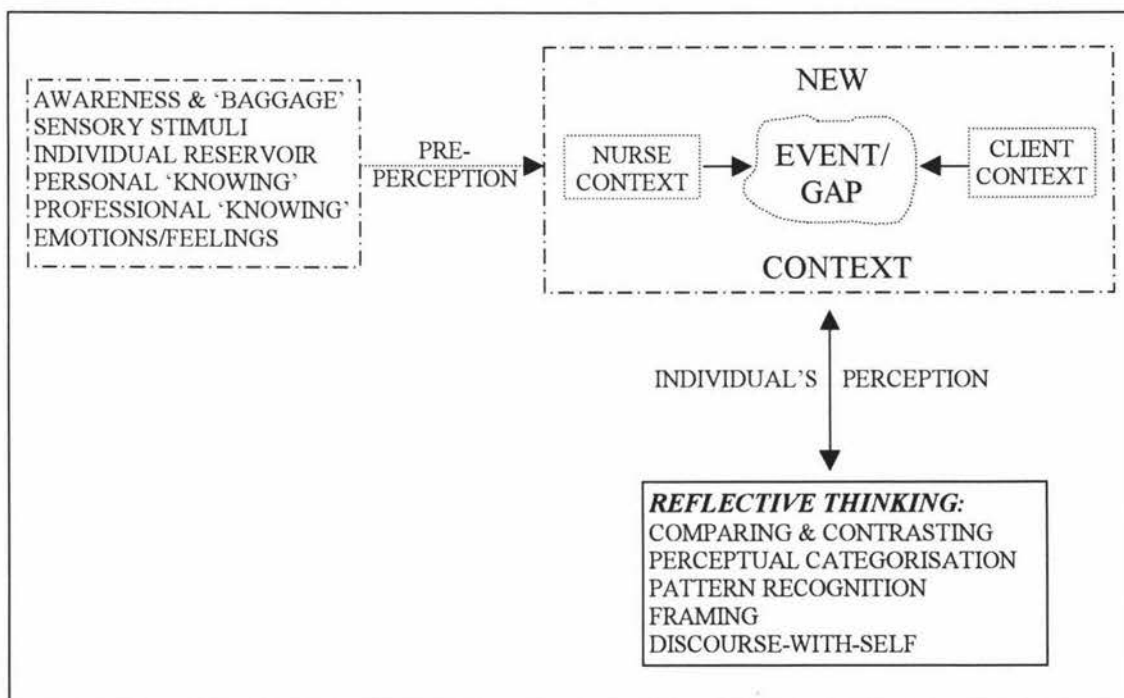 AWARENESS & ‘BAGGAGE’
SENSORY STIMULI
INDIVIDUAL RESERVOIR
PERSONAL ‘KNOWING’
PROFESSIONAL ‘KNOWING’
EMOTIONS/FEELINGS
PRE-
PERCEPTION
NEW
NURSE
CONTEXT
EVENT/
GAP
CLIENT
CONTEXT
CONTEXT
INDIVIDUAL’S PERCEPTION
REFLECTIVE THINKING:
COMPARING & CONTRASTING
PERCEPTUAL CATEGORISATION
PATTERN RECOGNITION
FRAMING
DISCOURSE-WITH-SELF